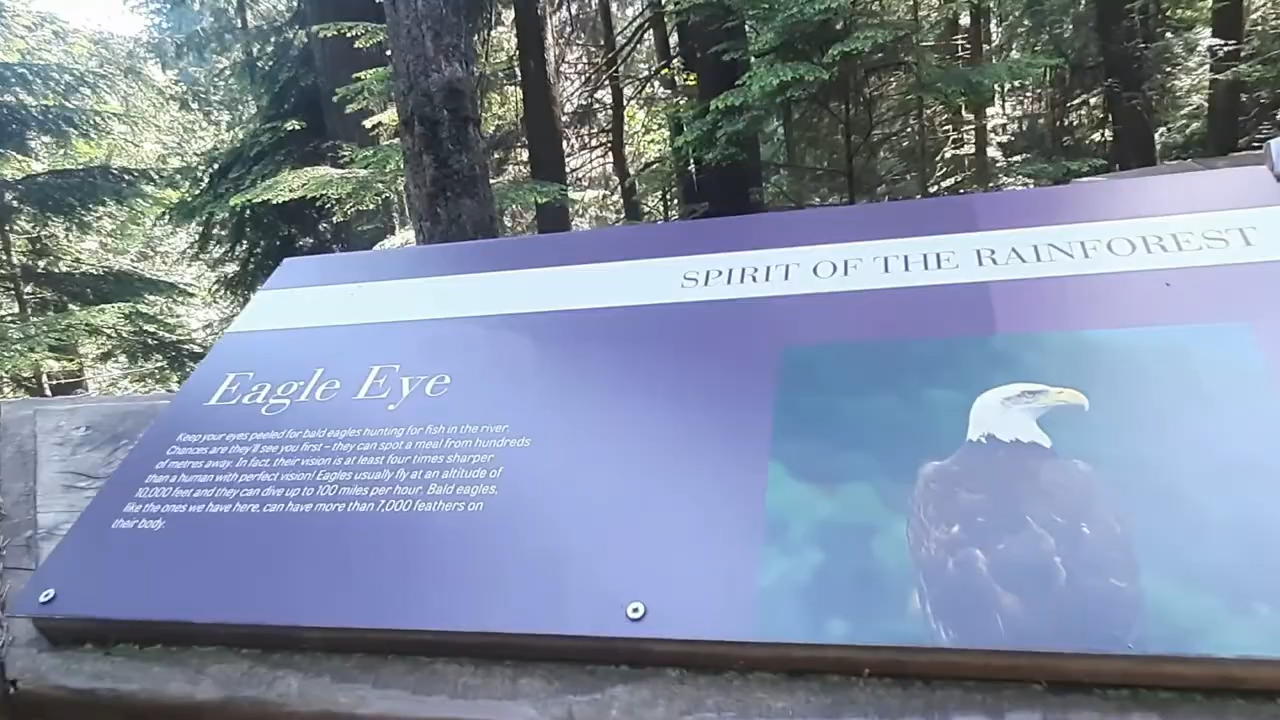 SPIRIT OF THE RAINFOREST
Eagle Eye
Keep your eyes peeled for bald eagles hunting for fish in the river.
Chances are they'll see you first – they can spot a meal from hundreds
of metres away. In fact, their vision is at least four times sharper
than a human with perfect vision! Eagles usually fly at an altitude of
10,000 feet and they can dive up to 100 miles per hour. Bald eagles,
like the ones we have here, can have more than 7,000 feathers on
their body.